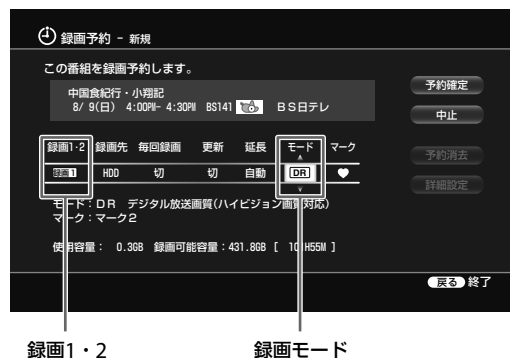 録画予約 - 新規
この番組を録画予約します。
中国食紀行・小翔記
8/ 9(日) 4:00PM- 4:30PM BS141 BS日テレ
予約確定
中止
予約消去
詳細設定
録画1・2 録画先 毎回録画 更新 延長 モード マーク
録画1 HDD 切 切 自動 DR ♥
モード：DR デジタル放送画質(ハイビジョン画質対応)
マーク：マーク2
使用容量： 0.3GB 録画可能容量：431.8GB [ H55M ]
戻る 終了
録画1・2
録画モード